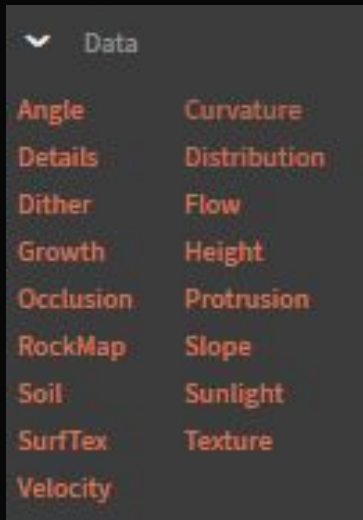 Data
Angle Curvature
Details Distribution
Dither Flow
Growth Height
Occlusion Protrusion
RockMap Slope
Soil Sunlight
SurfTex Texture
Velocity